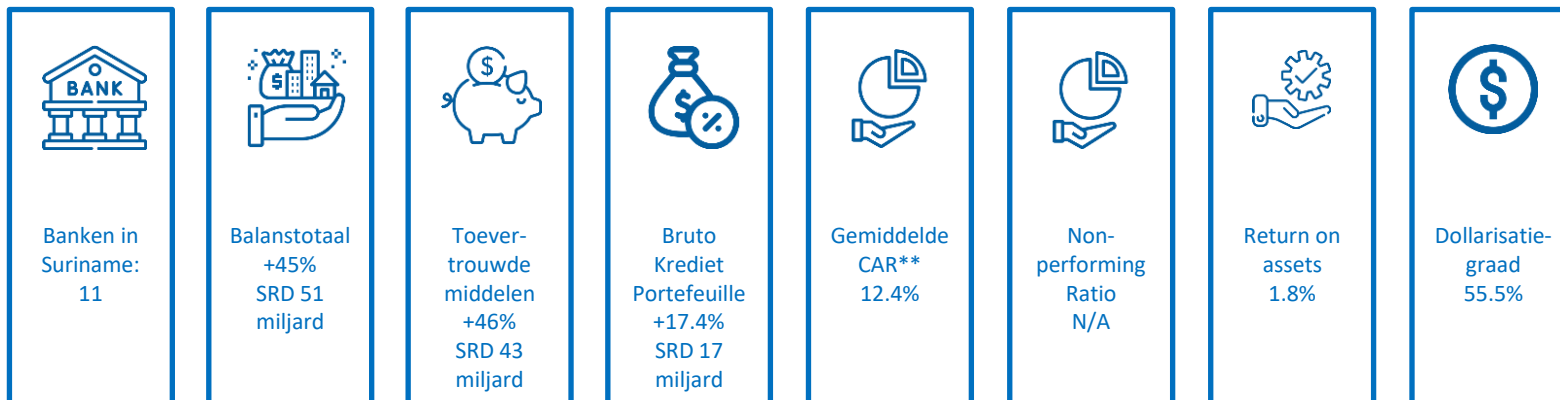 BANK
Banken in
Suriname:
11
$
Balanstotaal
+45%
SRD 51
miljard
$
Toever-
trouwde
middelen
+46%
SRD 43
miljard
$
%
Bruto
Krediet
Portefeuille
+17.4%
SRD 17
miljard
Gemiddelde
CAR**
12.4%
Non-
performing
Ratio
N/A
Return on
assets
1.8%
$
Dollarisatie-
graad
55.5%